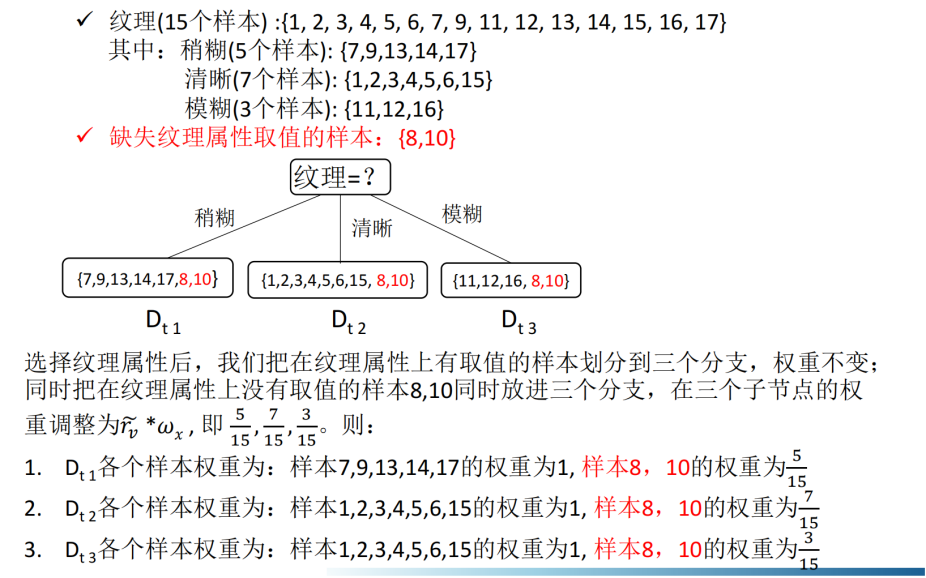 ✓ 纹理(15个样本) :{1, 2, 3, 4, 5, 6, 7, 9, 11, 12, 13, 14, 15, 16, 17}
其中：稍糊(5个样本): {7,9,13,14,17}
清晰(7个样本): {1,2,3,4,5,6,15}
模糊(3个样本): {11,12,16}
✓ 缺失纹理属性取值的样本：{8,10}
纹理=？
稍糊
清晰
模糊
{7,9,13,14,17,8,10}
{1,2,3,4,5,6,15, 8,10}
{11,12,16, 8,10}
Dt 1
Dt 2
Dt 3
选择纹理属性后，我们把在纹理属性上有取值的样本划分到三个分支，权重不变；
同时把在纹理属性上没有取值的样本8,10同时放进三个分支，在三个子节点的权
重调整为r̃v *ωx , 即 5/15, 7/15, 3/15。则：
1. Dt 1各个样本权重为：样本7,9,13,14,17的权重为1, 样本8，10的权重为5/15
2. Dt 2各个样本权重为：样本1,2,3,4,5,6,15的权重为1, 样本8，10的权重为7/15
3. Dt 3各个样本权重为：样本1,2,3,4,5,6,15的权重为1, 样本8，10的权重为3/15